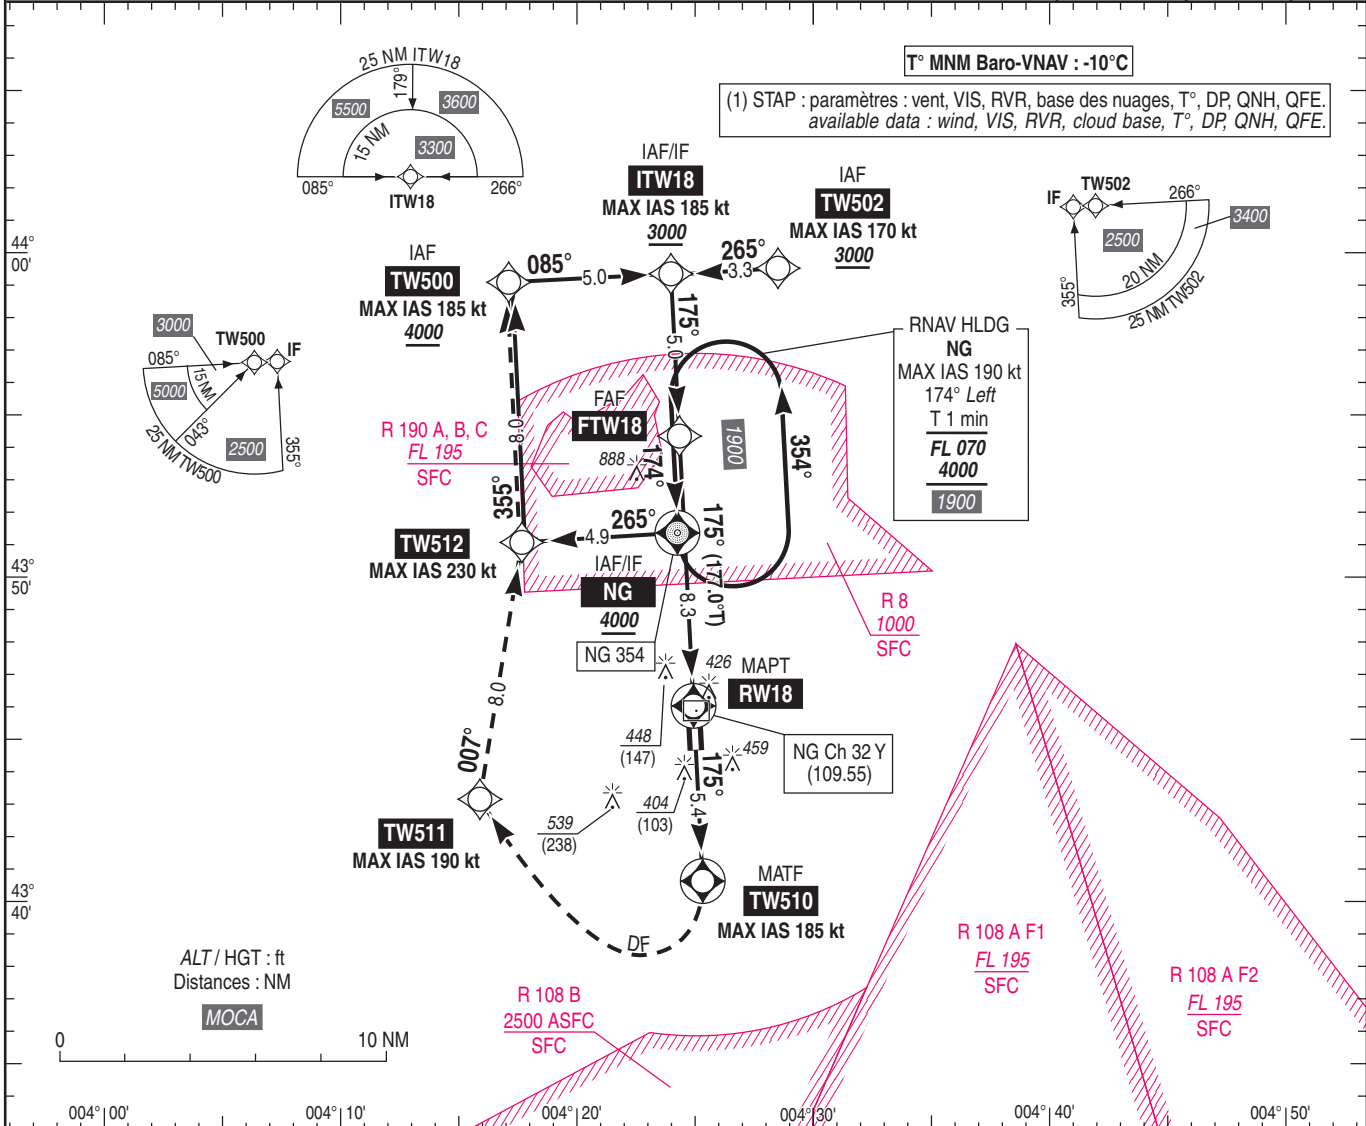 T° MNM Baro-VNAV : -10°C
(1) STAP : paramètres : vent, VIS, RVR, base des nuages, T°, DP, QNH, QFE.
available data : wind, VIS, RVR, cloud base, T°, DP, QNH, QFE.
25 NM ITW18
179°
5500
3600
15 NM
3300
085°
266°
ITW18
IAF/IF
ITW18
MAX IAS 185 kt
3000
IAF
TW502
MAX IAS 170 kt
3000
IF
TW502
266°
3400
2500
20 NM
25 NM TW502
355°
44°
00'
IAF
TW500
MAX IAS 185 kt
4000
085°
5.0
265°
3.3
175°
5.0
3000
TW500
IF
085°
15 NM
5000
043°
2500
25 NM TW500
355°
RNAV HLDG
NG
MAX IAS 190 kt
174° Left
T 1 min
FL 070
4000
1900
R 190 A, B, C
FL 195
SFC
FAF
FTW18
888
174°
1900
354°
8.0
355°
TW512
MAX IAS 230 kt
265°
4.9
IAF/IF
NG
4000
NG 354
175° (177.0°T)
8.3
43°
50'
R 8
1000
SFC
426
MAPT
RW18
448
(147)
459
NG Ch 32 Y
(109.55)
404
(103)
539
(238)
175°
5.4
8.0
007°
TW511
MAX IAS 190 kt
MATF
TW510
MAX IAS 185 kt
DF
43°
40'
ALT / HGT : ft
Distances : NM
MOCA
0
10 NM
R 108 B
2500 ASFC
SFC
R 108 A F1
FL 195
SFC
R 108 A F2
FL 195
SFC
004° 00'
004° 10'
004° 20'
004° 30'
004° 40'
004° 50'